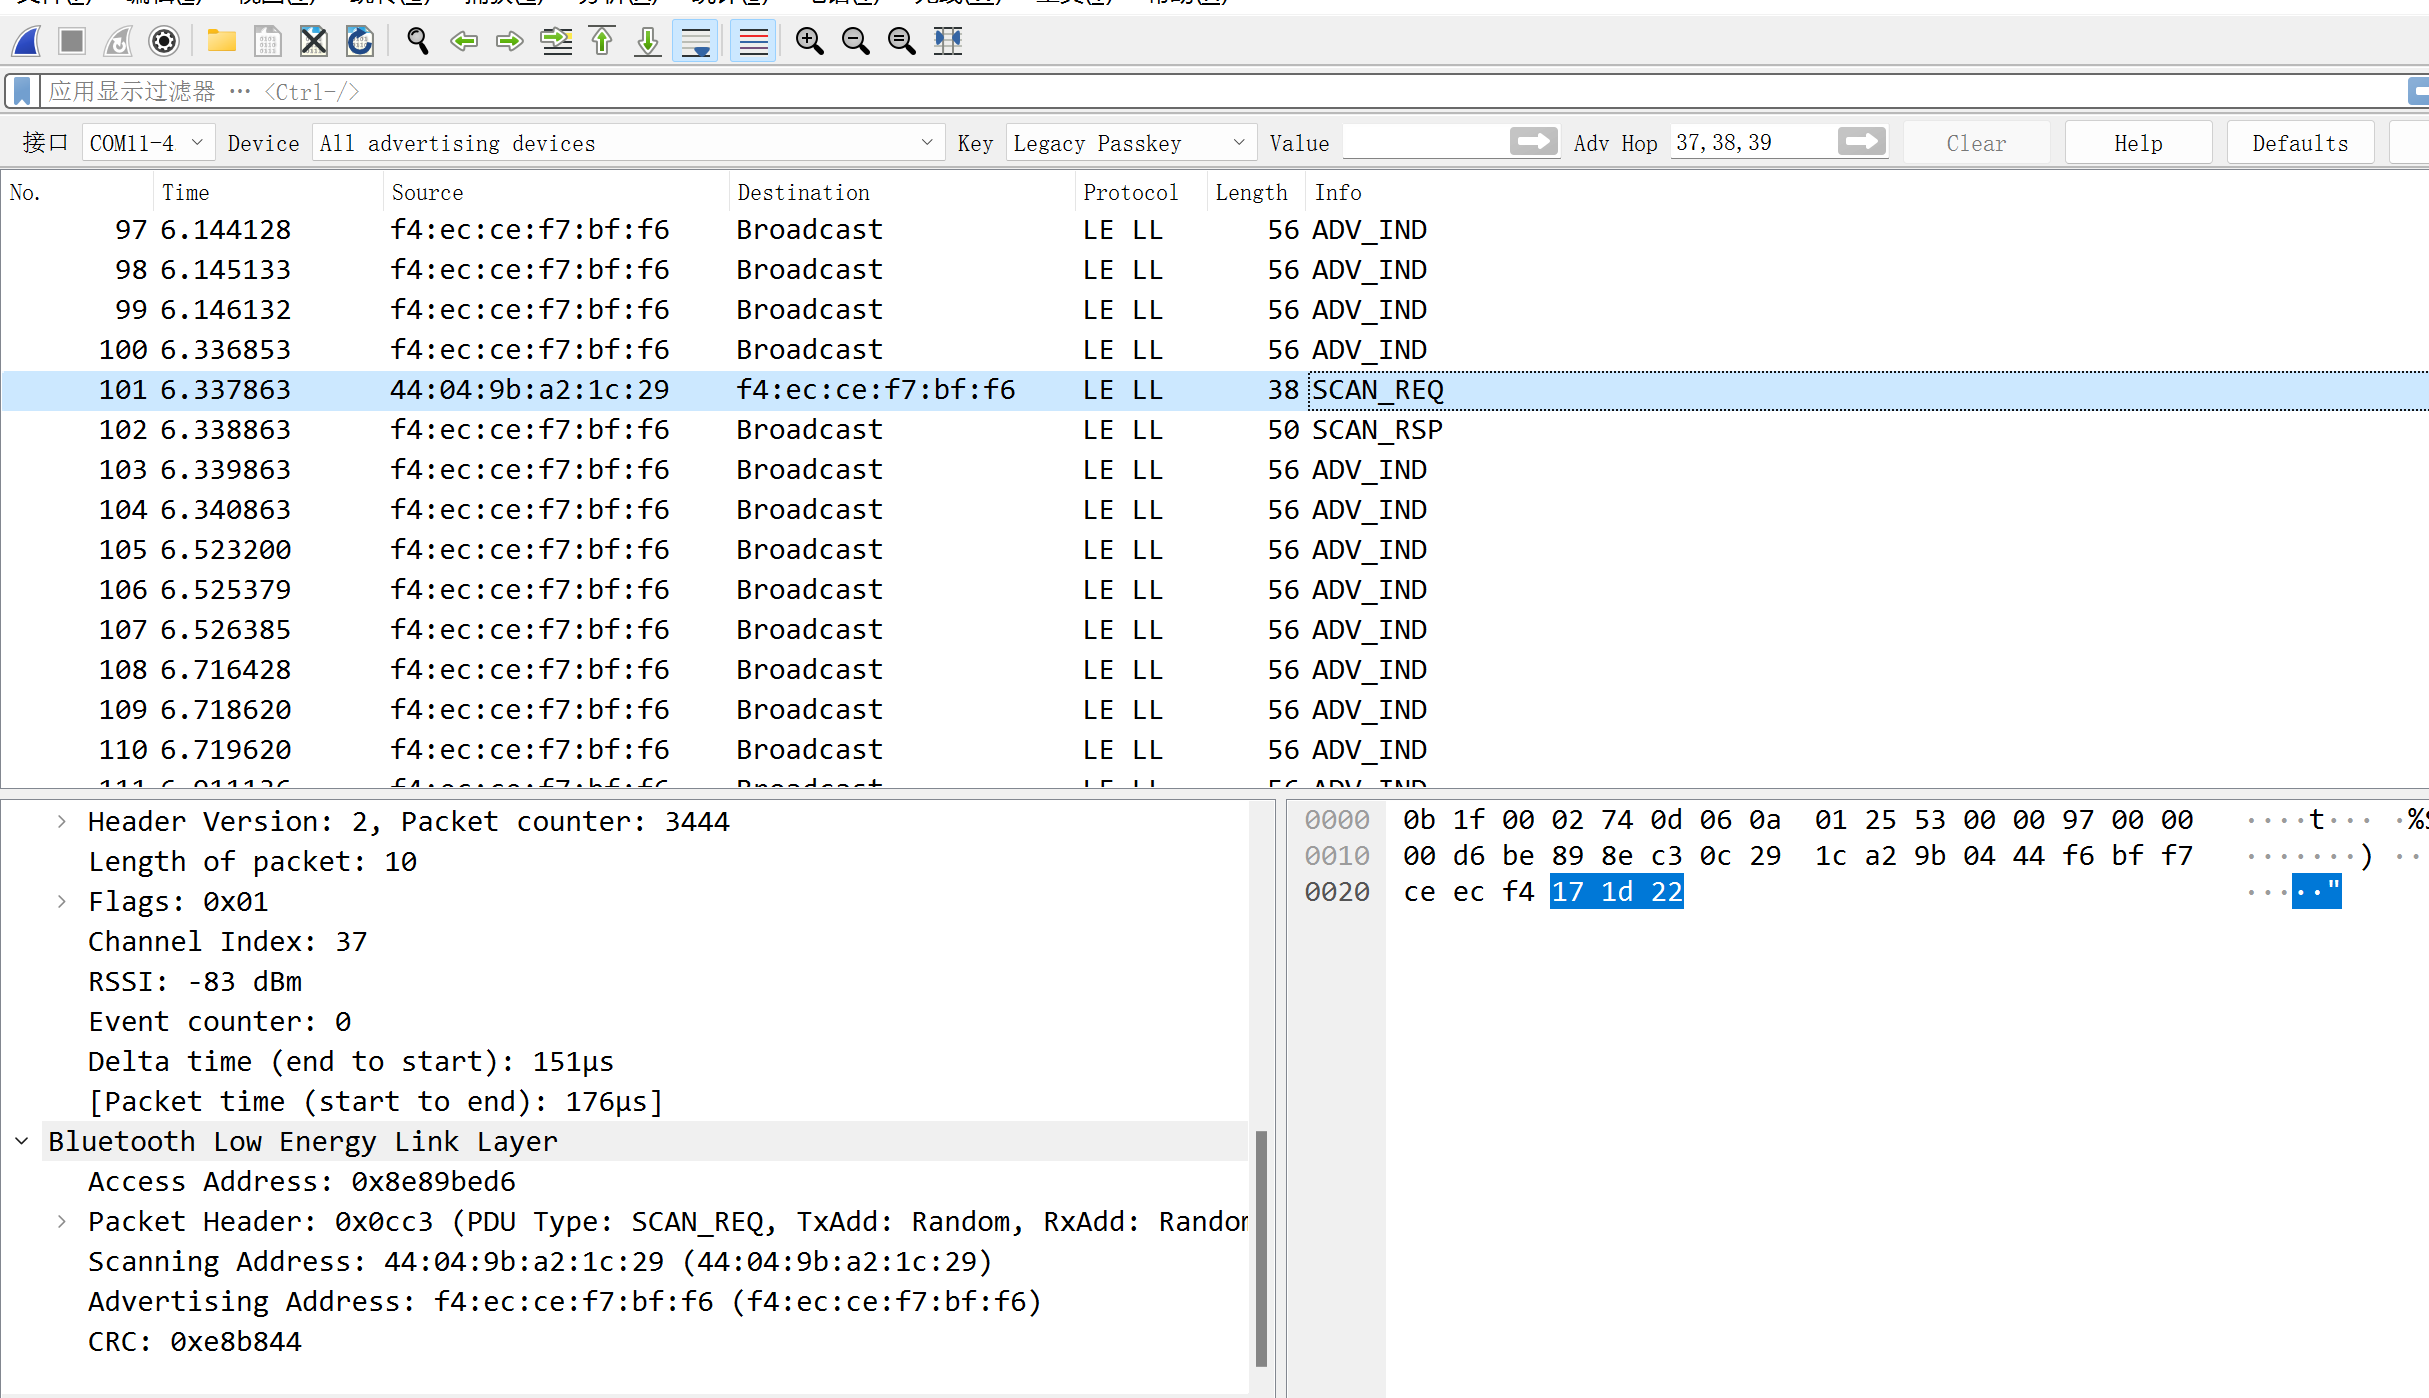 应用显示过滤器 … <Ctrl-/>
接口 COM11-4 Device All advertising devices Key Legacy Passkey Value Adv Hop 37,38,39 Clear Help Defaults
No. Time Source Destination Protocol Length Info
97 6.144128 f4:ec:ce:f7:bf:f6 Broadcast LE LL 56 ADV_IND
98 6.145133 f4:ec:ce:f7:bf:f6 Broadcast LE LL 56 ADV_IND
99 6.146132 f4:ec:ce:f7:bf:f6 Broadcast LE LL 56 ADV_IND
100 6.336853 f4:ec:ce:f7:bf:f6 Broadcast LE LL 56 ADV_IND
101 6.337863 44:04:9b:a2:1c:29 f4:ec:ce:f7:bf:f6 LE LL 38 SCAN_REQ
102 6.338863 f4:ec:ce:f7:bf:f6 Broadcast LE LL 50 SCAN_RSP
103 6.339863 f4:ec:ce:f7:bf:f6 Broadcast LE LL 56 ADV_IND
104 6.340863 f4:ec:ce:f7:bf:f6 Broadcast LE LL 56 ADV_IND
105 6.523200 f4:ec:ce:f7:bf:f6 Broadcast LE LL 56 ADV_IND
106 6.525379 f4:ec:ce:f7:bf:f6 Broadcast LE LL 56 ADV_IND
107 6.526385 f4:ec:ce:f7:bf:f6 Broadcast LE LL 56 ADV_IND
108 6.716428 f4:ec:ce:f7:bf:f6 Broadcast LE LL 56 ADV_IND
109 6.718620 f4:ec:ce:f7:bf:f6 Broadcast LE LL 56 ADV_IND
110 6.719620 f4:ec:ce:f7:bf:f6 Broadcast LE LL 56 ADV_IND
Header Version: 2, Packet counter: 3444
Length of packet: 10
Flags: 0x01
Channel Index: 37
RSSI: -83 dBm
Event counter: 0
Delta time (end to start): 151µs
[Packet time (start to end): 176µs]
Bluetooth Low Energy Link Layer
Access Address: 0x8e89bed6
Packet Header: 0x0cc3 (PDU Type: SCAN_REQ, TxAdd: Random, RxAdd: Random
Scanning Address: 44:04:9b:a2:1c:29 (44:04:9b:a2:1c:29)
Advertising Address: f4:ec:ce:f7:bf:f6 (f4:ec:ce:f7:bf:f6)
CRC: 0xe8b844
0000 0b 1f 00 02 74 0d 06 0a 01 25 53 00 00 97 00 00 ····t··· ·%S
0010 00 d6 be 89 8e c3 0c 29 1c a2 9b 04 44 f6 bf f7 ·······) ··
0020 ce ec f4 17 1d 22 ·····"